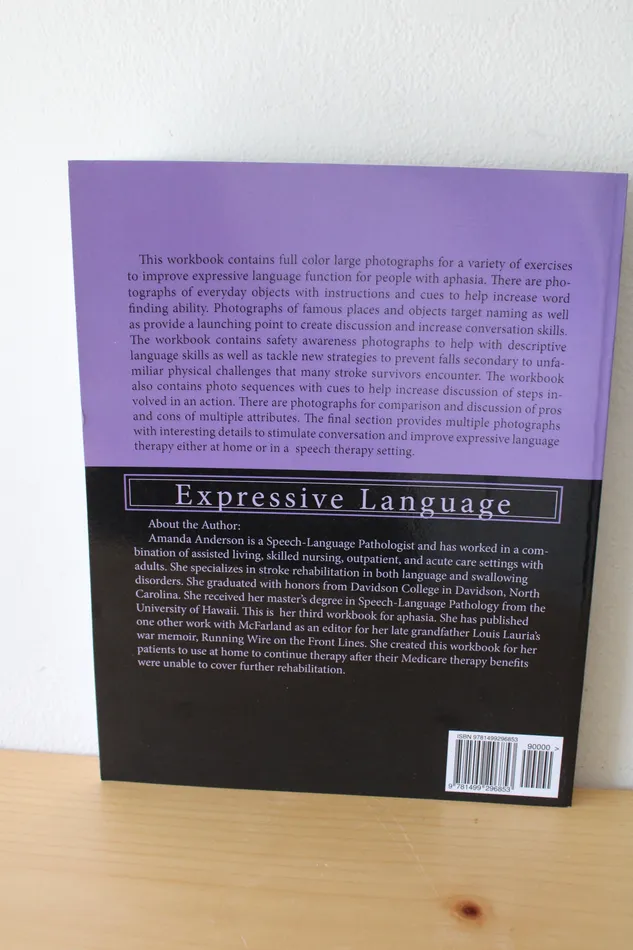 This workbook contains full color large photographs for a variety of exercises
to improve expressive language function for people with aphasia. There are pho-
tographs of everyday objects with instructions and cues to help increase word
finding ability. Photographs of famous places and objects target naming as well
as provide a launching point to create discussion and increase conversation skills.
The workbook contains safety awareness photographs to help with descriptive
language skills as well as tackle new strategies to prevent falls secondary to unfa-
miliar physical challenges that many stroke survivors encounter. The workbook
also contains photo sequences with cues to help increase discussion of steps in-
volved in an action. There are photographs for comparison and discussion of pros
and cons of multiple attributes. The final section provides multiple photographs
with interesting details to stimulate conversation and improve expressive language
therapy either at home or in a speech therapy setting.
Expressive Language
About the Author:
Amanda Anderson is a Speech-Language Pathologist and has worked in a com-
bination of assisted living, skilled nursing, outpatient, and acute care settings with
adults. She specializes in stroke rehabilitation in both language and swallowing
disorders. She graduated with honors from Davidson College in Davidson, North
Carolina. She received her master's degree in Speech-Language Pathology from the
University of Hawaii. This is her third workbook for aphasia. She has published
one other work with McFarland as an editor for her late grandfather Louis Lauria's
war memoir, Running Wire on the Front Lines. She created this workbook for her
patients to use at home to continue therapy after their Medicare therapy benefits
were unable to cover further rehabilitation.
ISBN 9781499296853
90000 >
9 781499 296853